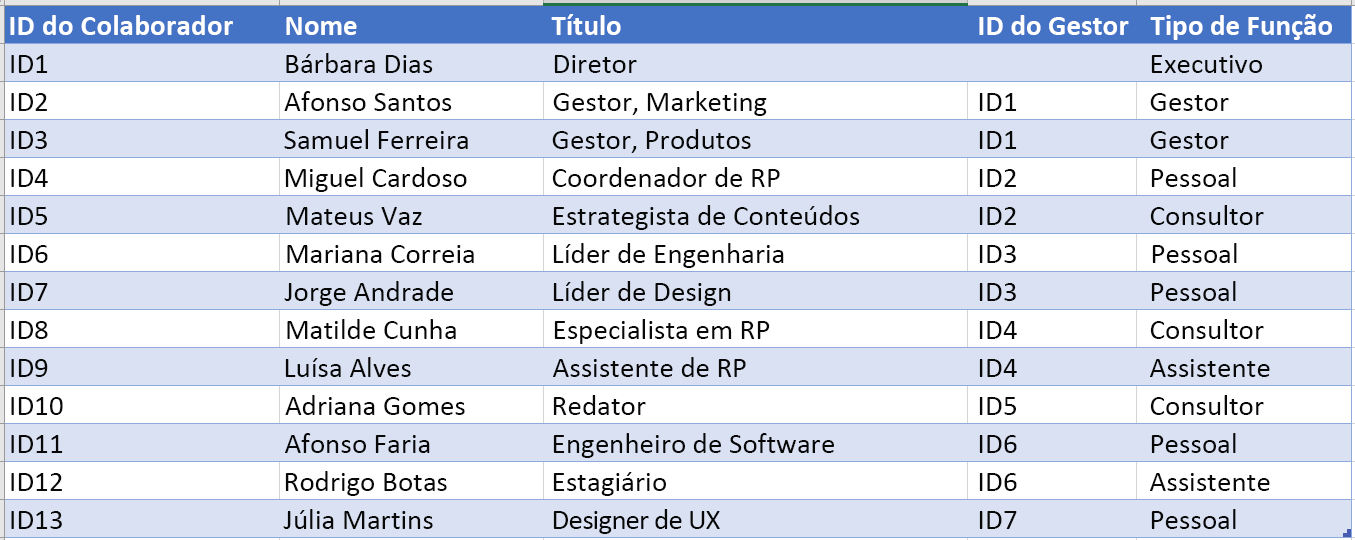 ID do Colaborador Nome Título ID do Gestor Tipo de Função
ID1 Bárbara Dias Diretor Executivo
ID2 Afonso Santos Gestor, Marketing ID1 Gestor
ID3 Samuel Ferreira Gestor, Produtos ID1 Gestor
ID4 Miguel Cardoso Coordenador de RP ID2 Pessoal
ID5 Mateus Vaz Estrategista de Conteúdos ID2 Consultor
ID6 Mariana Correia Líder de Engenharia ID3 Pessoal
ID7 Jorge Andrade Líder de Design ID3 Pessoal
ID8 Matilde Cunha Especialista em RP ID4 Consultor
ID9 Luísa Alves Assistente de RP ID4 Assistente
ID10 Adriana Gomes Redator ID5 Consultor
ID11 Afonso Faria Engenheiro de Software ID6 Pessoal
ID12 Rodrigo Botas Estagiário ID6 Assistente
ID13 Júlia Martins Designer de UX ID7 Pessoal